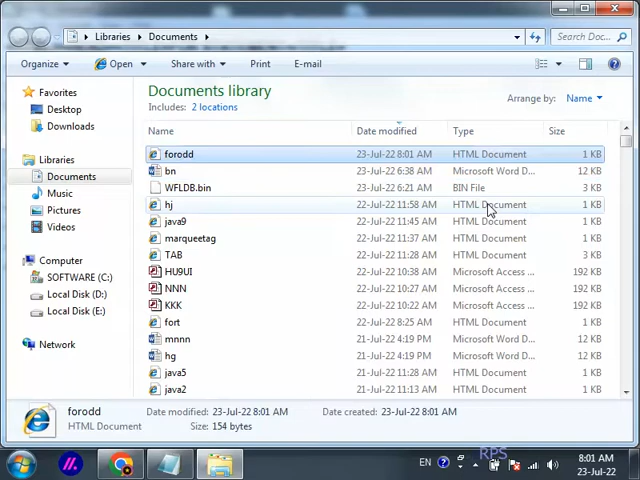 Libraries
Documents
Search Doc...
Organize
Open
Share with
Print
E-mail
Favorites
Desktop
Downloads
Libraries
Documents
Music
Pictures
Videos
Computer
SOFTWARE (C:)
Local Disk (D:)
Local Disk (E:)
Network
Documents library
Includes: 2 locations
Arrange by: Name
Name Date modified Type Size
forodd 23-Jul-22 8:01 AM HTML Document 1 KB
bn 23-Jul-22 6:38 AM Microsoft Word D... 12 KB
WFLDB.bin 23-Jul-22 6:21 AM BIN File 3 KB
hj 22-Jul-22 11:58 AM HTML Document 1 KB
java9 22-Jul-22 11:45 AM HTML Document 1 KB
marqueetag 22-Jul-22 11:37 AM HTML Document 1 KB
TAB 22-Jul-22 11:28 AM HTML Document 3 KB
HU9UI 22-Jul-22 10:38 AM Microsoft Access ... 192 KB
NNN 22-Jul-22 10:27 AM Microsoft Access ... 192 KB
KKK 22-Jul-22 10:22 AM Microsoft Access ... 192 KB
fort 22-Jul-22 8:25 AM HTML Document 1 KB
mnnn 21-Jul-22 4:19 PM Microsoft Word D... 12 KB
hg 21-Jul-22 4:19 PM Microsoft Word D... 12 KB
java5 21-Jul-22 11:28 AM HTML Document 1 KB
java2 21-Jul-22 11:13 AM HTML Document 1 KB
forodd Date modified: 23-Jul-22 8:01 AM Date created: 23-Jul-22 8:01 AM
HTML Document Size: 154 bytes
RPS
EN
8:01 AM
23-Jul-22